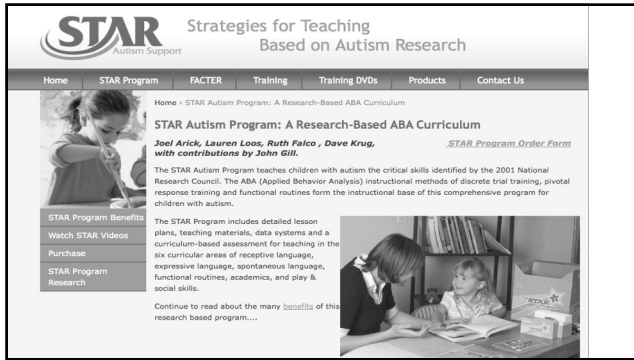 STAR
Autism Support
Strategies for Teaching
Based on Autism Research
Home STAR Program FACTER Training Training DVDs Products Contact Us
Home › STAR Autism Program: A Research-Based ABA Curriculum
STAR Autism Program: A Research-Based ABA Curriculum
Joel Arick, Lauren Loos, Ruth Falco , Dave Krug,
with contributions by John Gill.
STAR Program Order Form
The STAR Autism Program teaches children with autism the critical skills identified by the 2001 National
Research Council. The ABA (Applied Behavior Analysis) instructional methods of discrete trial training, pivotal
response training and functional routines form the instructional base of this comprehensive program for
children with autism.
STAR Program Benefits
Watch STAR Videos
Purchase
STAR Program
Research
The STAR Program includes detailed lesson
plans, teaching materials, data systems and a
curriculum-based assessment for teaching in the
six curricular areas of receptive language,
expressive language, spontaneous language,
functional routines, academics, and play &
social skills.
Continue to read about the many benefits of this
research based program....
STAR